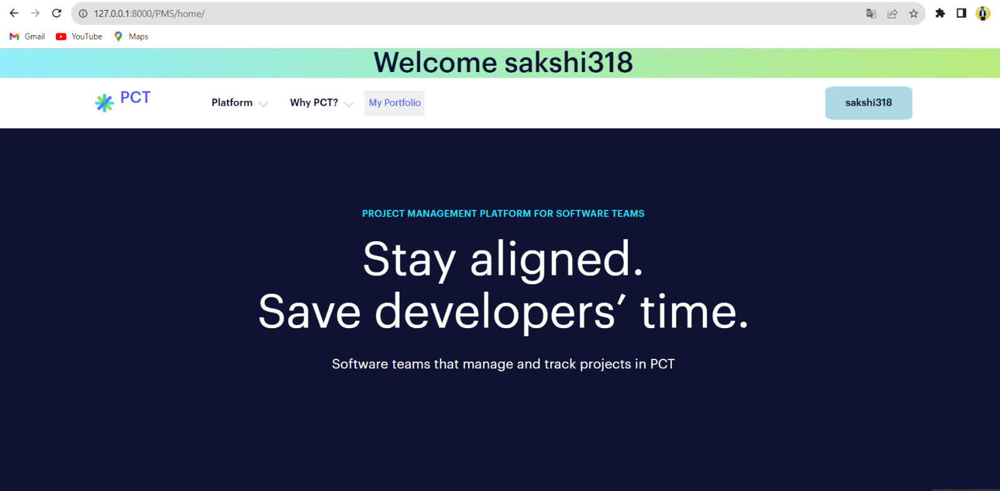 127.0.0.1:8000/PMS/home/
Gmail YouTube Maps
Welcome sakshi318
PCT Platform Why PCT? My Portfolio sakshi318
PROJECT MANAGEMENT PLATFORM FOR SOFTWARE TEAMS
Stay aligned.
Save developers’ time.
Software teams that manage and track projects in PCT